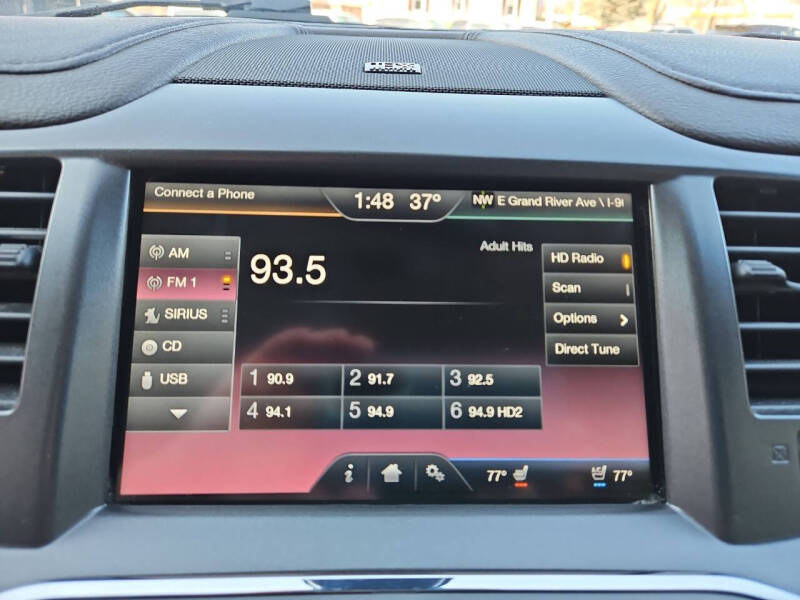 Connect a Phone
1:48 37°
NW E Grand River Ave \ I-96
AM
FM 1
SIRIUS
CD
USB
93.5
Adult Hits
HD Radio
Scan
Options
Direct Tune
1 90.9 2 91.7 3 92.5
4 94.1 5 94.9 6 94.9 HD2
i
77° A/C 77°